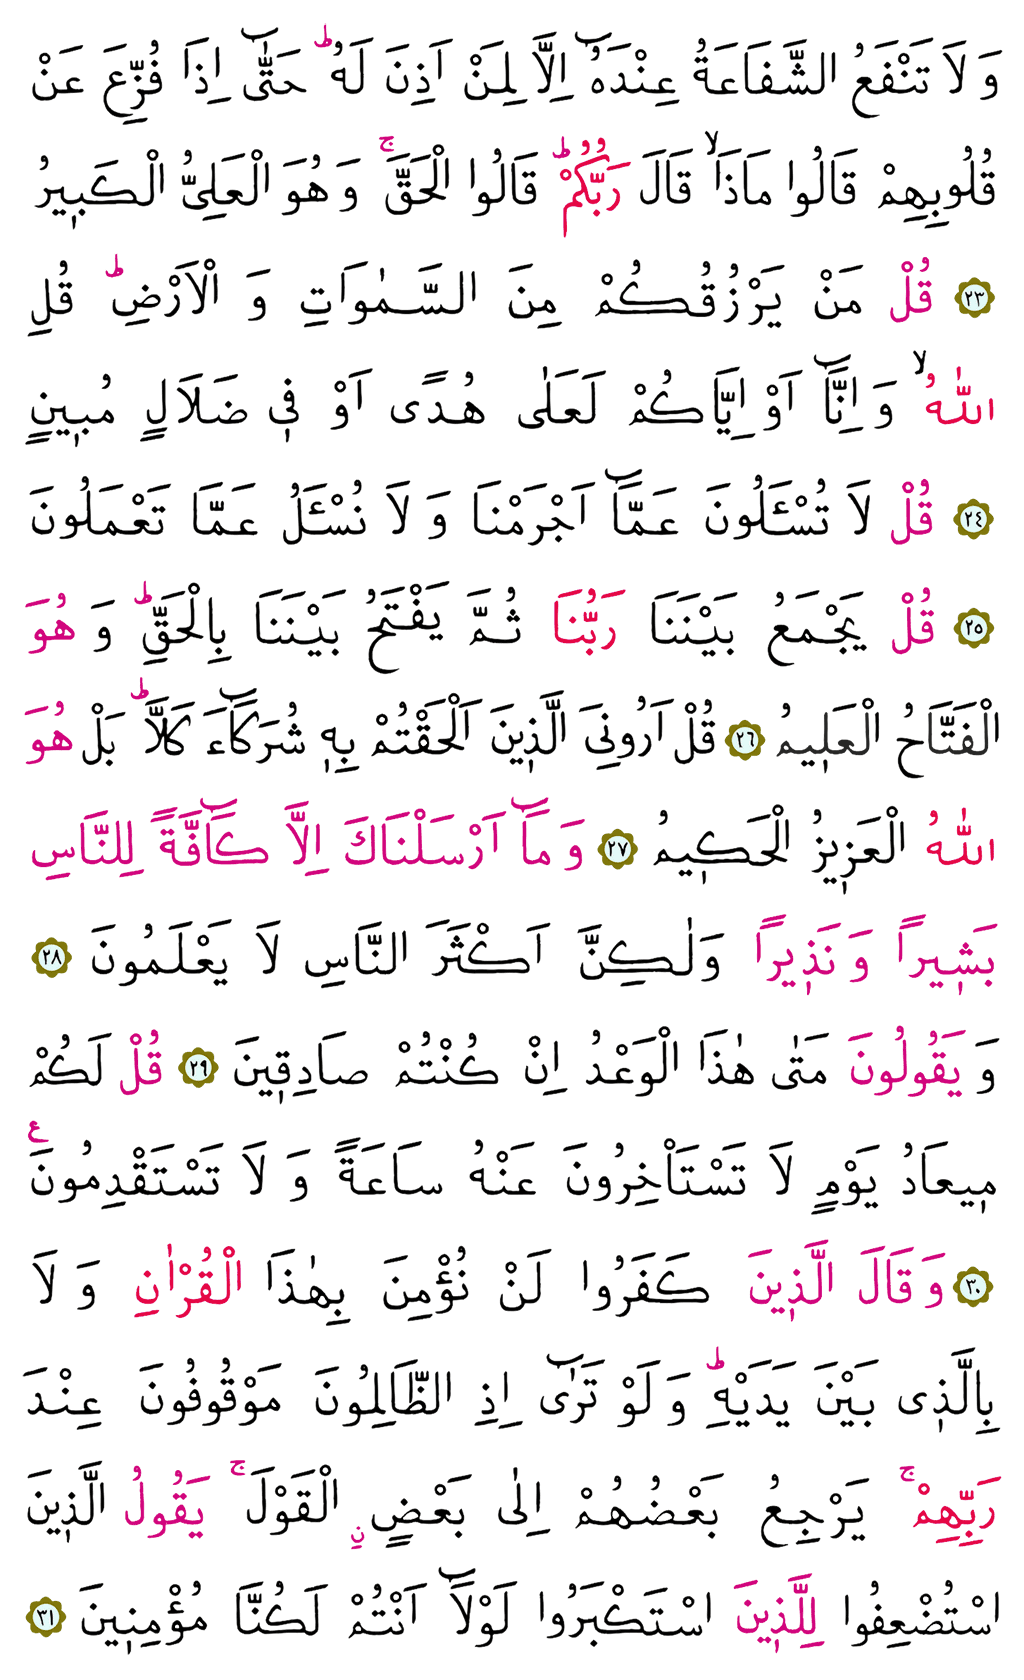 وَ لَا تَنْفَعُ الشَّفَاعَةُ عِنْدَهُٓ اِلَّا لِمَنْ اَذِنَ لَهُ ۜ حَتّٰٓى اِذَا فُزِّعَ عَنْ
قُلُوبِهِمْ قَالُوا مَاذَاۙ قَالَ رَبُّكُمْۜ قَالُوا الْحَقَّۚ وَ هُوَ الْعَلِىُّ الْكَب۪يرُ
﴿٢٣﴾ قُلْ مَنْ يَرْزُقُكُمْ مِنَ السَّمٰوَاتِ وَ الْاَرْضِۜ قُلِ
اللّٰهُۙ وَ اِنَّٓا اَوْ اِيَّاكُمْ لَعَلٰى هُدًى اَوْ ف۪ى ضَلَالٍ مُب۪ينٍ
﴿٢٤﴾ قُلْ لَا تُسْـَٔلُونَ عَمَّٓا اَجْرَمْنَا وَ لَا نُسْـَٔلُ عَمَّا تَعْمَلُونَ
﴿٢٥﴾ قُلْ يَجْمَعُ بَيْنَنَا رَبُّنَا ثُمَّ يَفْتَحُ بَيْنَنَا بِالْحَقِّۜ وَ هُوَ
الْفَتَّاحُ الْعَل۪يمُ ﴿٢٦﴾ قُلْ اَرُونِىَ الَّذ۪ينَ اَلْحَقْتُمْ بِه۪ شُرَكَٓاءَ كَلَّاۜ بَلْ هُوَ
اللّٰهُ الْعَز۪يزُ الْحَك۪يمُ ﴿٢٧﴾ وَ مَٓا اَرْسَلْنَاكَ اِلَّا كَٓافَّةً لِلنَّاسِ
بَش۪يراً وَ نَذ۪يراً وَلٰكِنَّ اَكْثَرَ النَّاسِ لَا يَعْلَمُونَ ﴿٢٨﴾
وَ يَقُولُونَ مَتٰى هٰذَا الْوَعْدُ اِنْ كُنْتُمْ صَادِق۪ينَ ﴿٢٩﴾ قُلْ لَكُمْ
م۪يعَادُ يَوْمٍ لَا تَسْتَأْخِرُونَ عَنْهُ سَاعَةً وَ لَا تَسْتَقْدِمُونَ ع
﴿٣٠﴾ وَ قَالَ الَّذ۪ينَ كَفَرُوا لَنْ نُؤْمِنَ بِهٰذَا الْقُرْاٰنِ وَ لَا
بِالَّذ۪ى بَيْنَ يَدَيْهِۜ وَ لَوْ تَرٰٓى اِذِ الظَّالِمُونَ مَوْقُوفُونَ عِنْدَ
رَبِّهِمْۚ يَرْجِعُ بَعْضُهُمْ اِلٰى بَعْضٍ نِ الْقَوْلَۚ يَقُولُ الَّذ۪ينَ
اسْتُضْعِفُوا لِلَّذ۪ينَ اسْتَكْبَرُوا لَوْلَٓا اَنْتُمْ لَكُنَّا مُؤْمِن۪ينَ ﴿٣١﴾